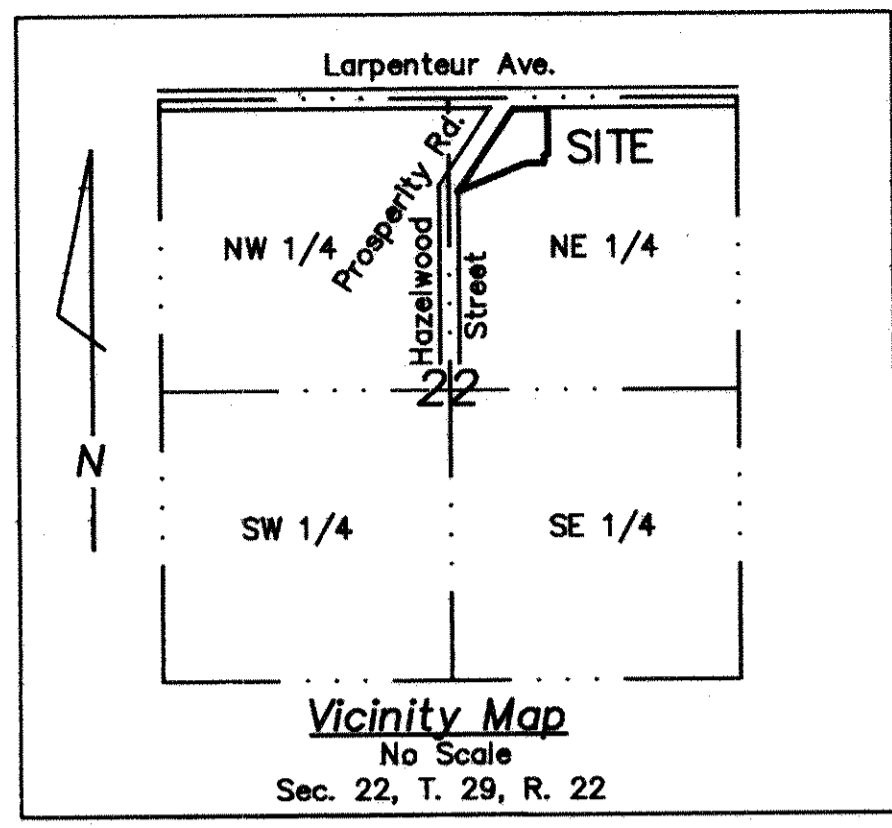 Larpenteur Ave.
Prosperity Rd.
SITE
NW 1/4
Hazelwood
Street
NE 1/4
22
N
SW 1/4
SE 1/4
Vicinity Map
No Scale
Sec. 22, T. 29, R. 22